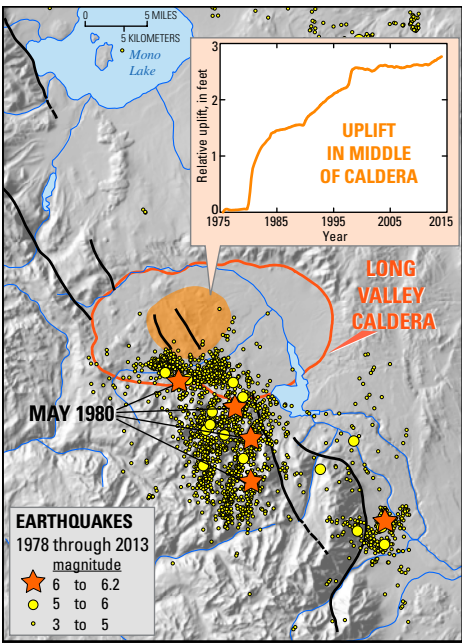 0 5 MILES
0 5 KILOMETERS
Mono
Lake
Relative uplift, in feet
3
2
1
0
UPLIFT
IN MIDDLE
OF CALDERA
1975 1985 1995 2005 2015
Year
LONG
VALLEY
CALDERA
MAY 1980
EARTHQUAKES
1978 through 2013
magnitude
6 to 6.2
5 to 6
3 to 5